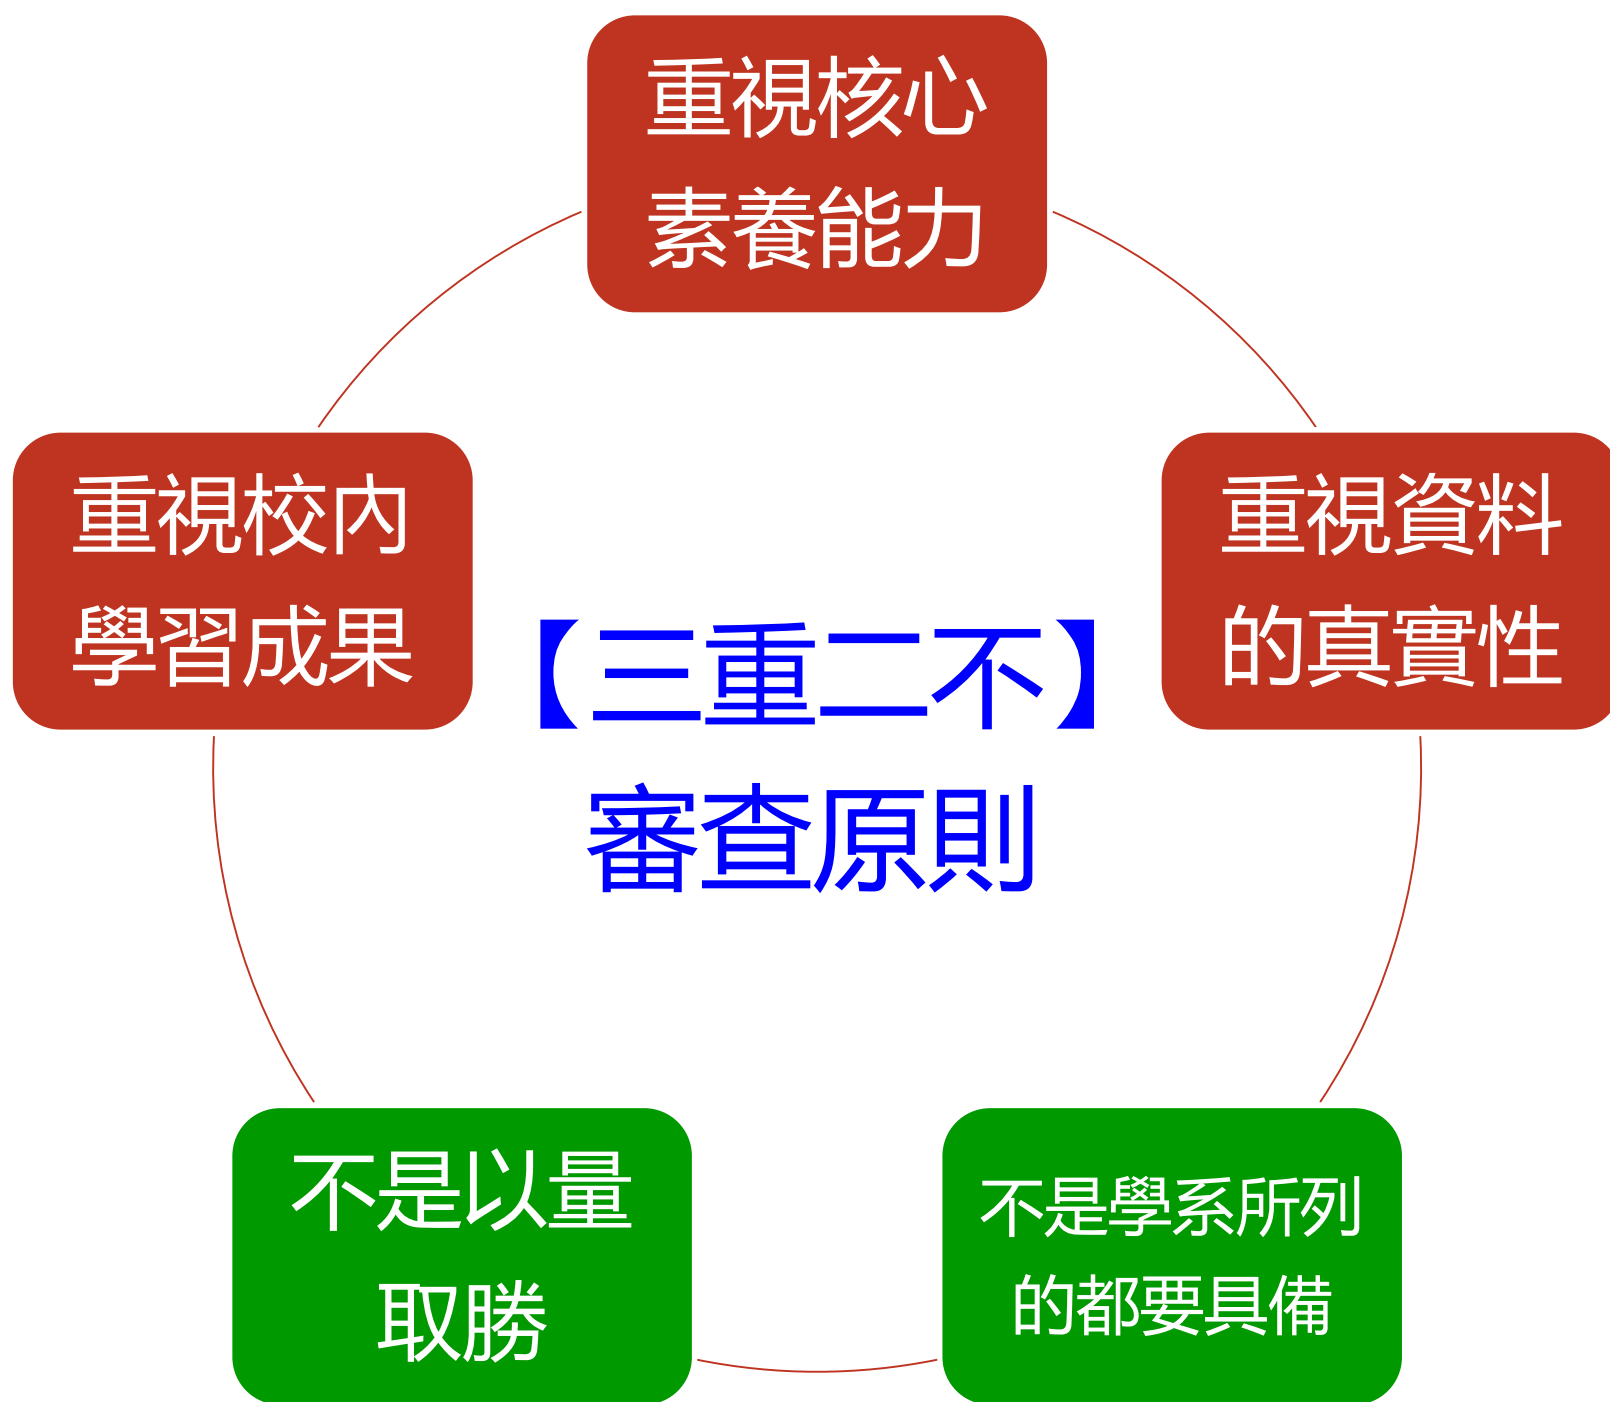 重視核心
素養能力
重視校內
學習成果
重視資料
的真實性
【三重二不】
審查原則
不是以量
取勝
不是學系所列
的都要具備